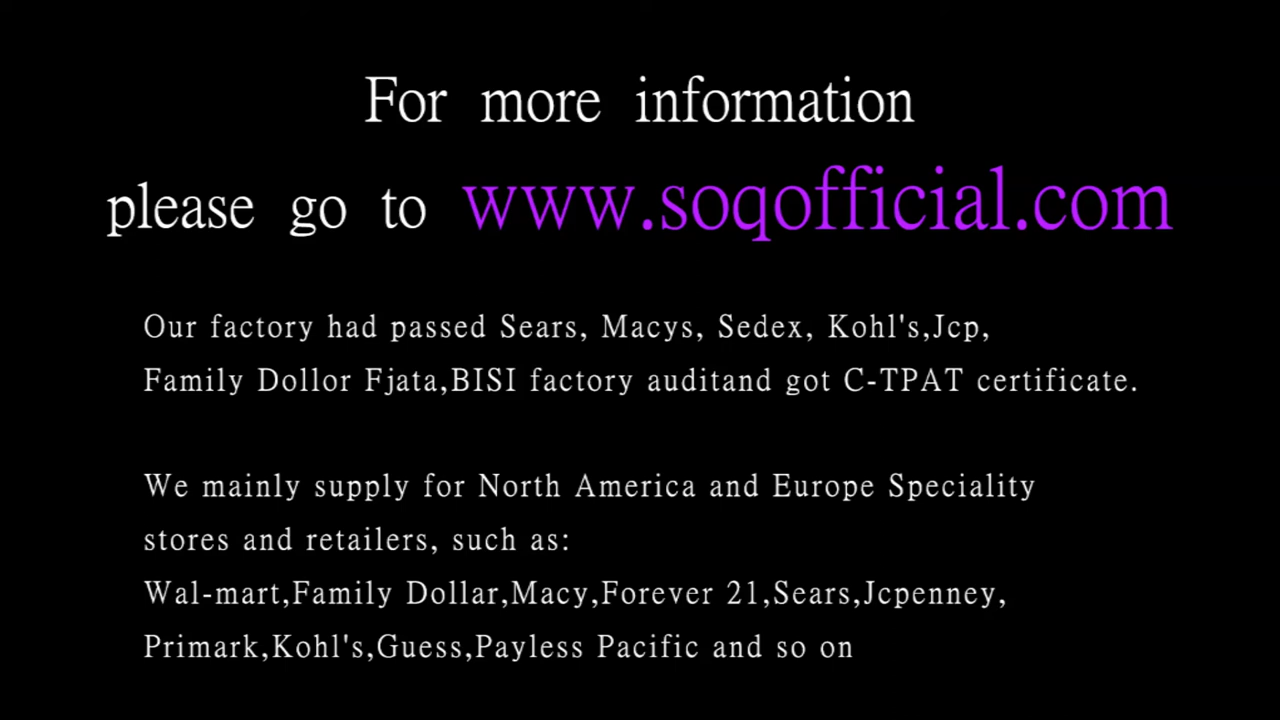 For more information
please go to www.soqofficial.com
Our factory had passed Sears, Macys, Sedex, Kohl's,Jcp,
Family Dollor Fjata,BISI factory auditand got C-TPAT certificate.
We mainly supply for North America and Europe Speciality
stores and retailers, such as:
Wal-mart,Family Dollar,Macy,Forever 21,Sears,Jcpenney,
Primark,Kohl's,Guess,Payless Pacific and so on